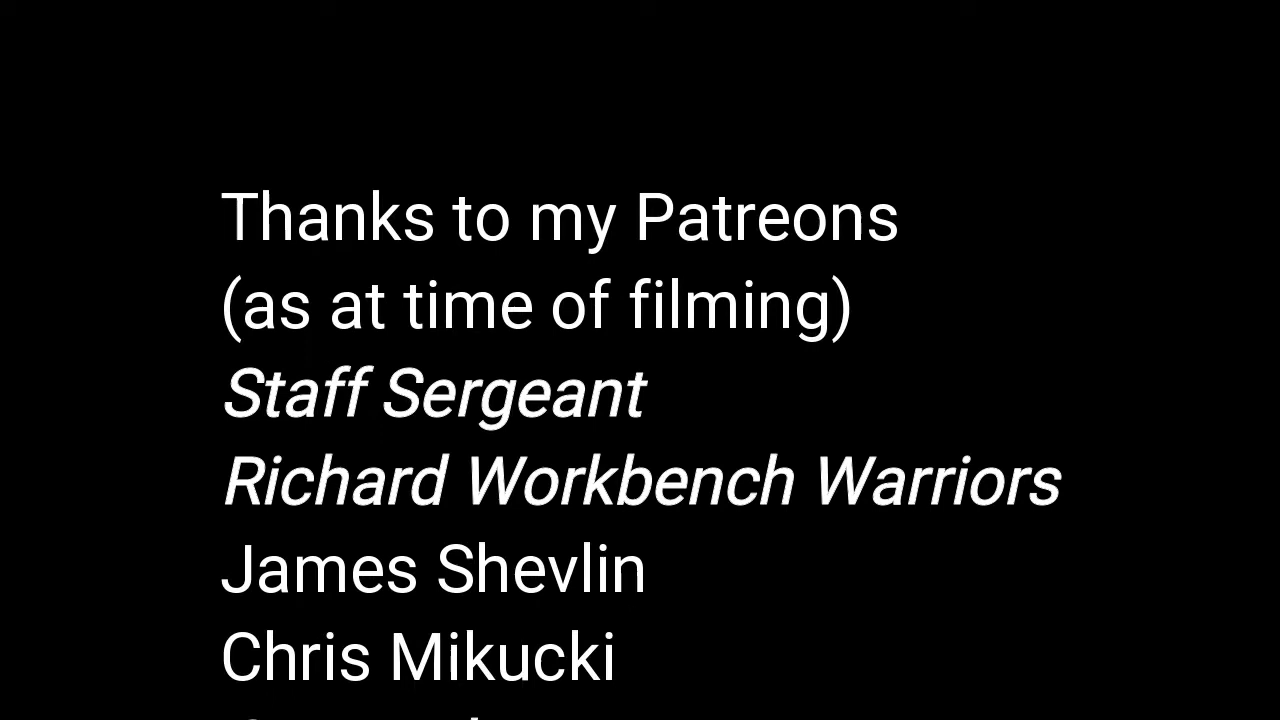 Thanks to my Patreons
(as at time of filming)
Staff Sergeant
Richard Workbench Warriors
James Shevlin
Chris Mikucki